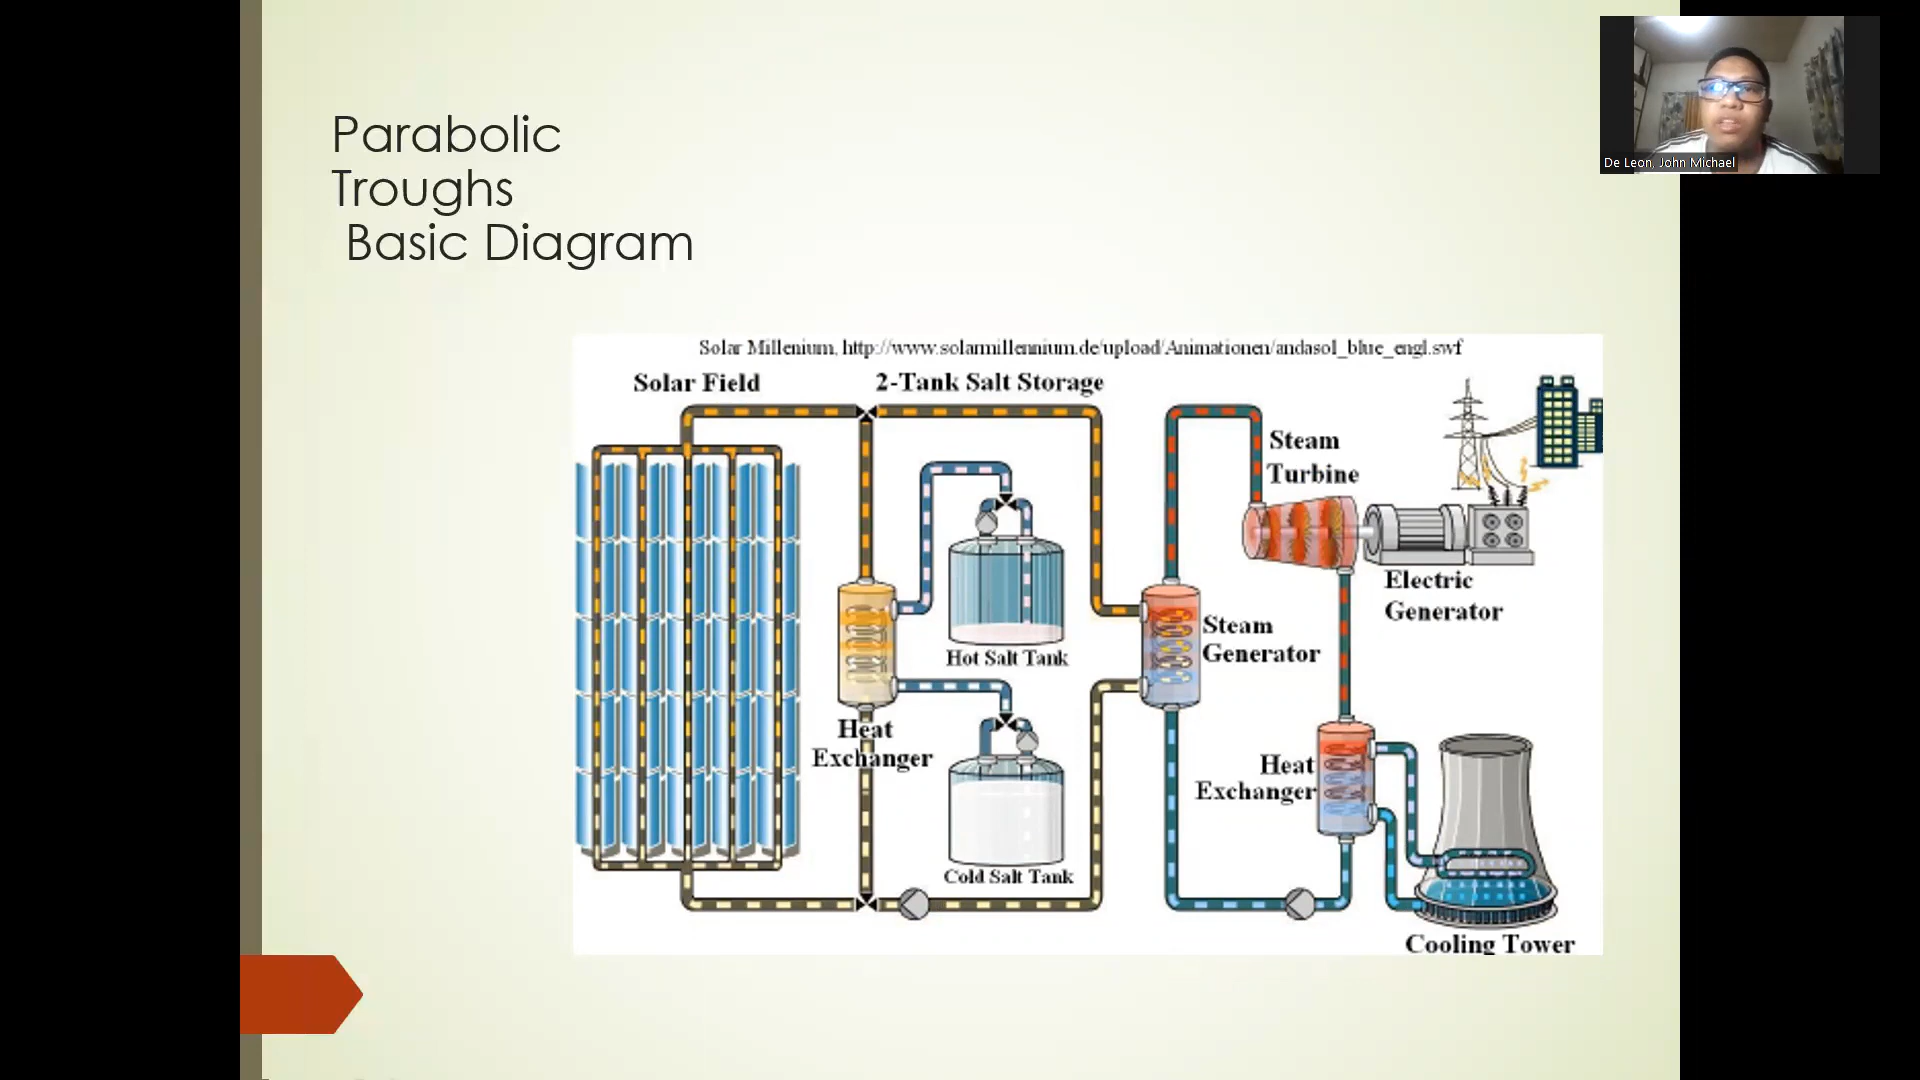 Parabolic
Troughs
Basic Diagram
De Leon, John Michael
Solar Millenium, http://www.solarmillennium.de/upload/Animationen/andasol_blue_engl.swf
Solar Field
2-Tank Salt Storage
Steam
Turbine
Electric
Generator
Steam
Generator
Hot Salt Tank
Heat
Exchanger
Heat
Exchanger
Cold Salt Tank
Cooling Tower